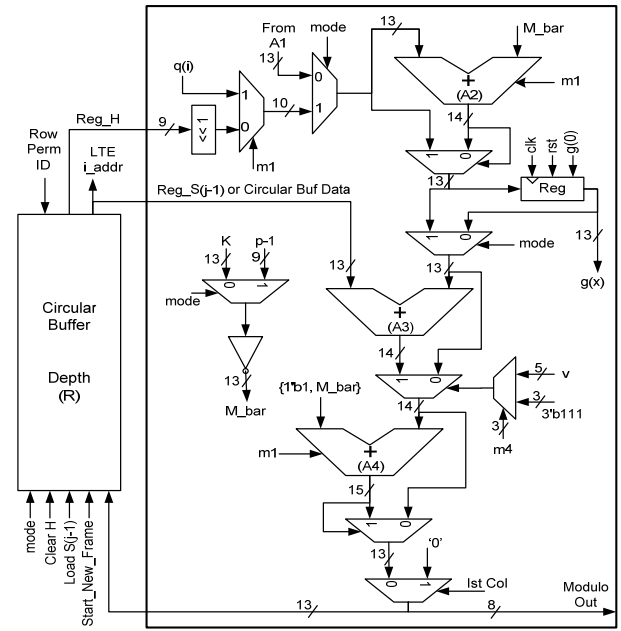 From
A1
13
mode
13
M_bar
q(i)
0
1
1
10
+
(A2)
m1
Reg_H
9
<< 1
0
14
Row
Perm
ID
LTE
i_addr
m1
1
0
clk
rst
g(0)
13
Reg
Reg_S(j-1) or Circular Buf Data
1
0
mode
13
g(x)
K
p-1
13
9
13
13
mode
0
1
+
(A3)
Circular
Buffer
Depth
(R)
14
1
0
5
v
13
M_bar
{1'b1, M_bar}
14
3
3'b111
3
m4
m1
+
(A4)
15
1
0
mode
Clear H
Load S(j-1)
Start_New_Frame
13
'0'
0
1
Ist Col
Modulo
Out
13
8